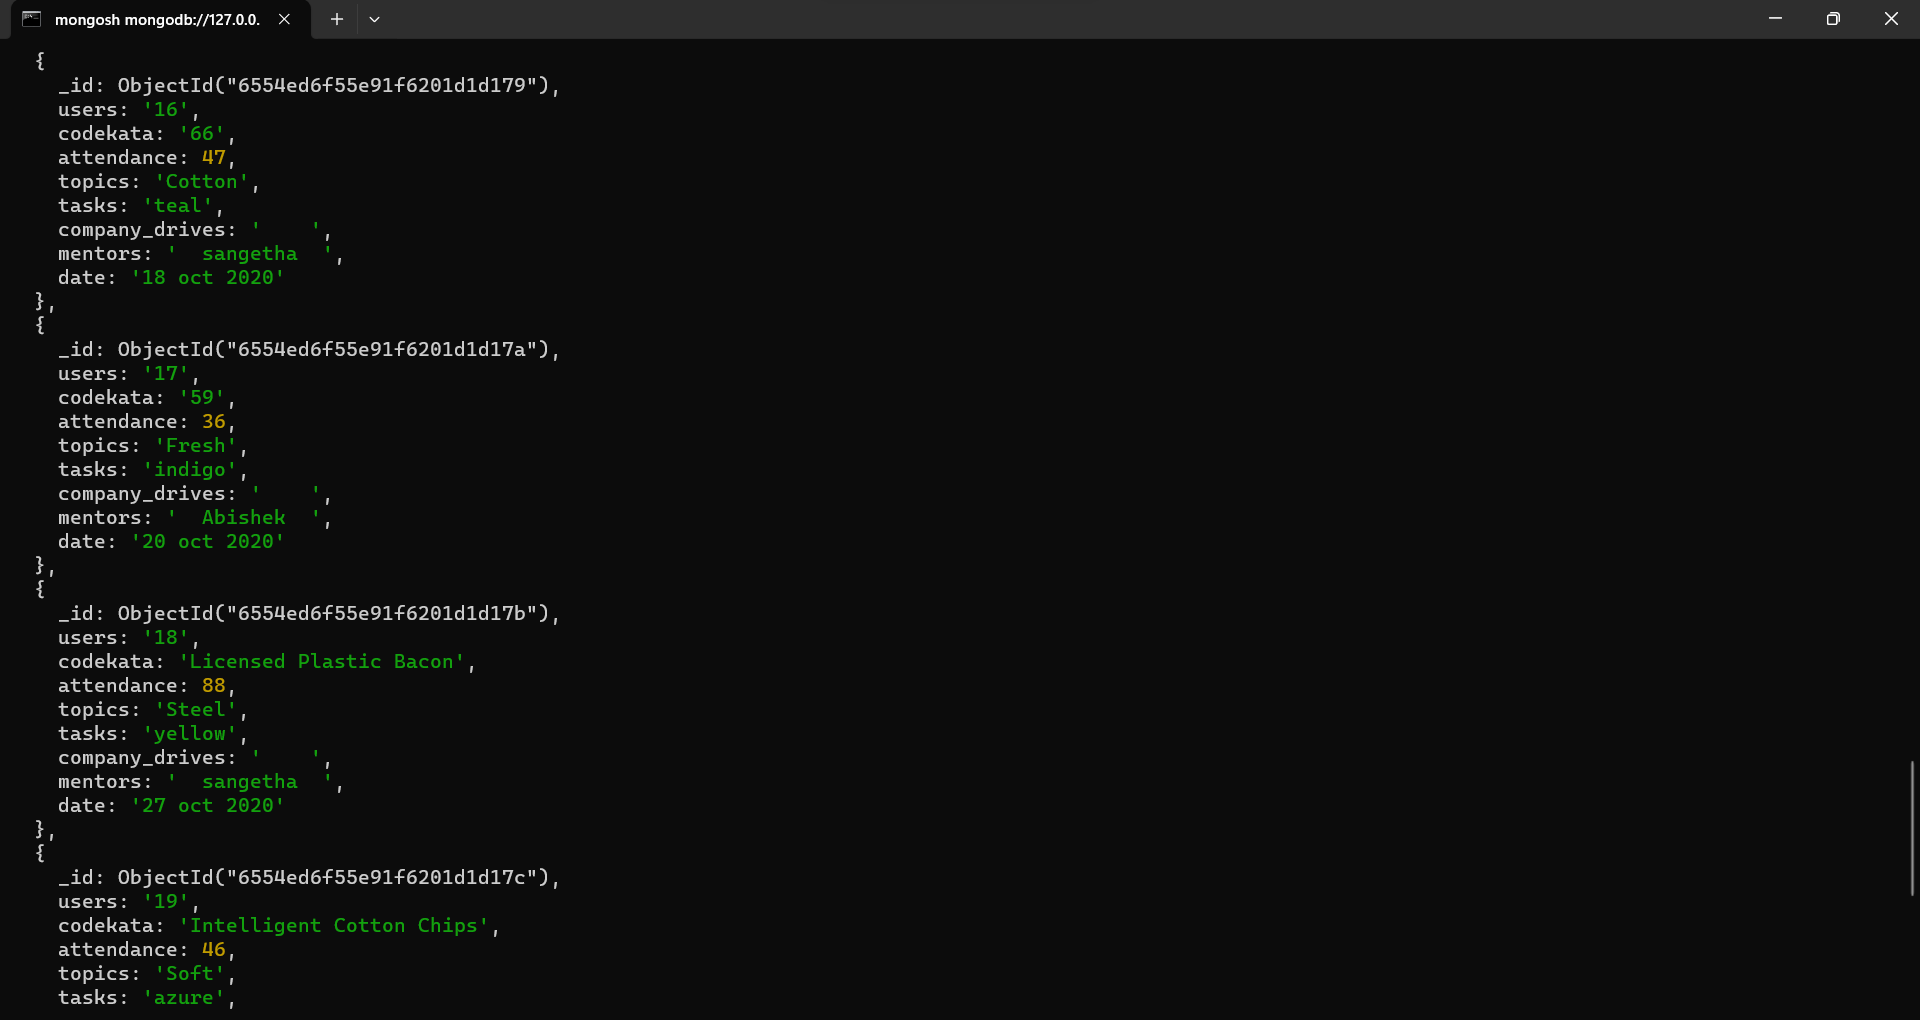 mongosh mongodb://127.0.0.
{
_id: ObjectId("6554ed6f55e91f6201d1d179"),
users: '16',
codekata: '66',
attendance: 47,
topics: 'Cotton',
tasks: 'teal',
company_drives: '    ',
mentors: '  sangetha  ',
date: '18 oct 2020'
},
{
_id: ObjectId("6554ed6f55e91f6201d1d17a"),
users: '17',
codekata: '59',
attendance: 36,
topics: 'Fresh',
tasks: 'indigo',
company_drives: '    ',
mentors: '  Abishek  ',
date: '20 oct 2020'
},
{
_id: ObjectId("6554ed6f55e91f6201d1d17b"),
users: '18',
codekata: 'Licensed Plastic Bacon',
attendance: 88,
topics: 'Steel',
tasks: 'yellow',
company_drives: '    ',
mentors: '  sangetha  ',
date: '27 oct 2020'
},
{
_id: ObjectId("6554ed6f55e91f6201d1d17c"),
users: '19',
codekata: 'Intelligent Cotton Chips',
attendance: 46,
topics: 'Soft',
tasks: 'azure',